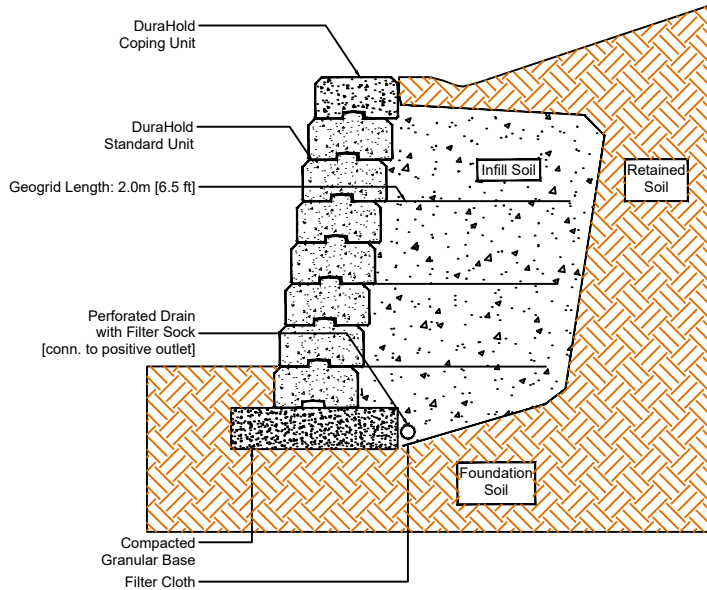 DuraHold
Coping Unit
DuraHold
Standard Unit
Infill Soil
Retained
Soil
Geogrid Length: 2.0m [6.5 ft]
Perforated Drain
with Filter Sock
[conn. to positive outlet]
Foundation
Soil
Compacted
Granular Base
Filter Cloth